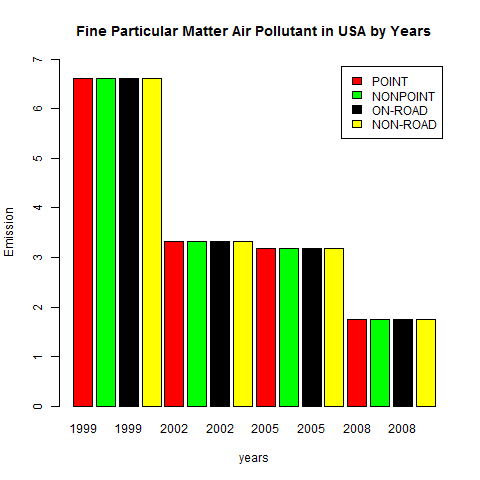 Fine Particular Matter Air Pollutant in USA by Years
POINT
NONPOINT
ON-ROAD
NON-ROAD
7
6
5
4
3
2
1
0
Emission
1999 1999 2002 2002 2005 2005 2008 2008
years